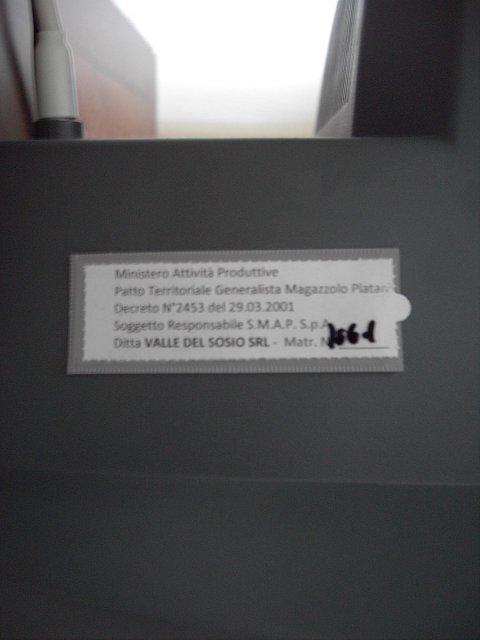 Ministero Attività Produttive
Patto Territoriale Generalista Magazzolo Platan
Decreto N°2453 del 29.03.2001
Soggetto Responsabile S.M.A.P. S.p.A
Ditta VALLE DEL SOSIO SRL - Matr. N